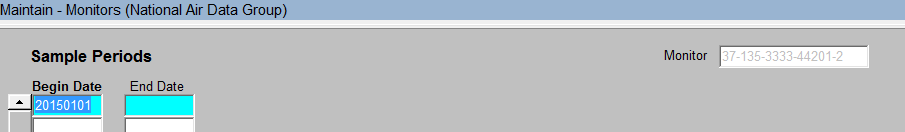 Maintain - Monitors (National Air Data Group)
Sample Periods
Monitor 37-135-3333-44201-2
Begin Date End Date
20150101